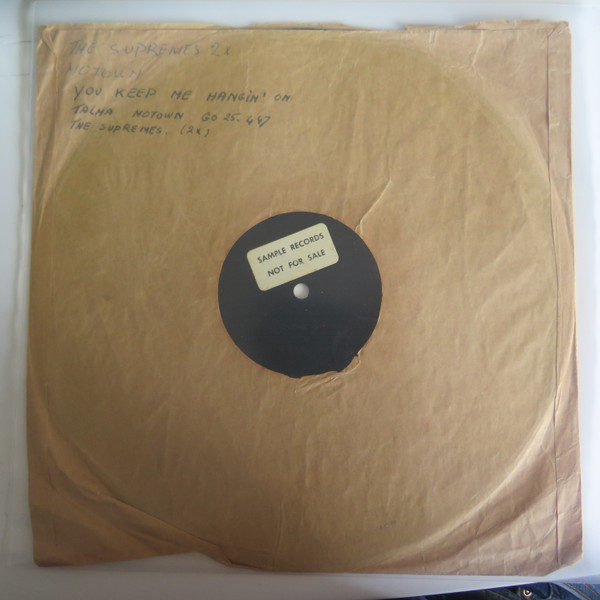 THE SUPREMES 2X
MOTOWN
YOU KEEP ME HANGIN' ON
TALMA MOTOWN GO 25.447
THE SUPREMES. (2X)
SAMPLE RECORDS
NOT FOR SALE